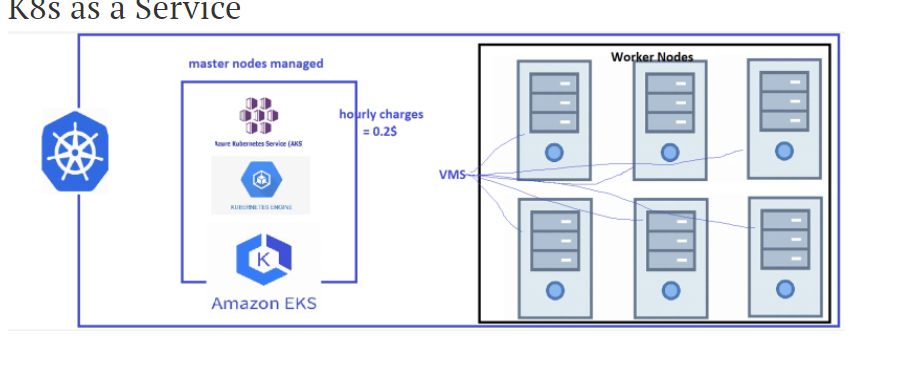 K8s as a Service
master nodes managed
Worker Nodes
hourly charges
= 0.2$
Azure Kubernetes Service (AKS
VMS
KUBERNETES ENGINE
K
Amazon EKS